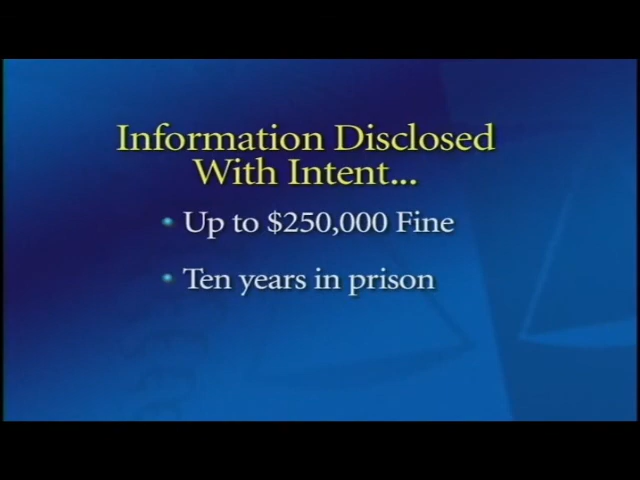 Information Disclosed
With Intent...
• Up to $250,000 Fine
• Ten years in prison